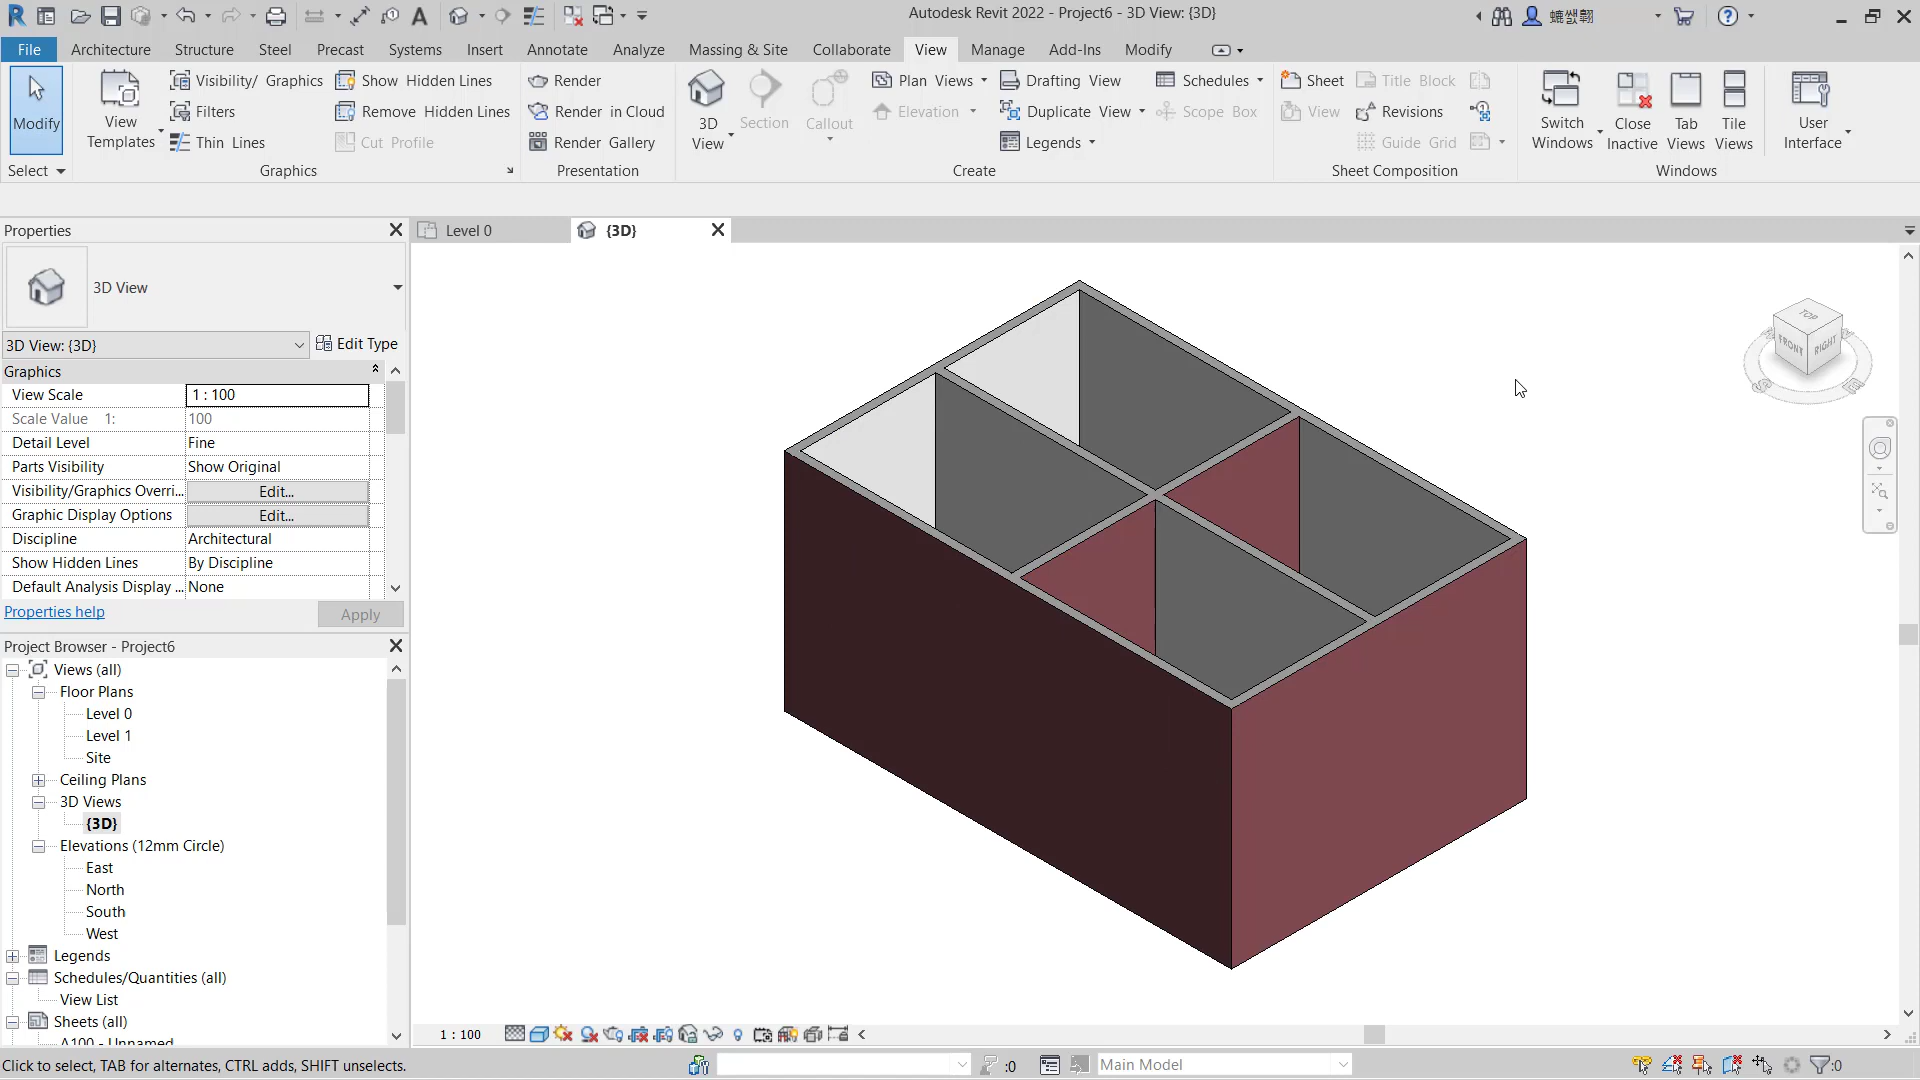 Autodesk Revit 2022 - Project6 - 3D View: {3D}
File Architecture Structure Steel Precast Systems Insert Annotate Analyze Massing & Site Collaborate View Manage Add-Ins Modify
Modify
Select
View Templates
Visibility/ Graphics
Filters
Thin Lines
Show Hidden Lines
Remove Hidden Lines
Cut Profile
Graphics
Render
Render in Cloud
Render Gallery
Presentation
3D View
Section
Callout
Plan Views
Elevation
Drafting View
Duplicate View
Legends
Schedules
Scope Box
Create
Sheet
View
Title Block
Revisions
Guide Grid
Sheet Composition
Switch Windows
Close Inactive
Tab Views
Tile Views
User Interface
Windows
Properties
3D View
3D View: {3D}
Edit Type
Graphics
View Scale 1 : 100
Scale Value 1: 100
Detail Level Fine
Parts Visibility Show Original
Visibility/Graphics Overri... Edit...
Graphic Display Options Edit...
Discipline Architectural
Show Hidden Lines By Discipline
Default Analysis Display ... None
Properties help Apply
Project Browser - Project6
Views (all)
Floor Plans
Level 0
Level 1
Site
Ceiling Plans
3D Views
{3D}
Elevations (12mm Circle)
East
North
South
West
Legends
Schedules/Quantities (all)
View List
Sheets (all)
A100 - Unnamed
Level 0
{3D}
TOP
FRONT RIGHT
S E
1 : 100
Click to select, TAB for alternates, CTRL adds, SHIFT unselects.
:0
Main Model
:0